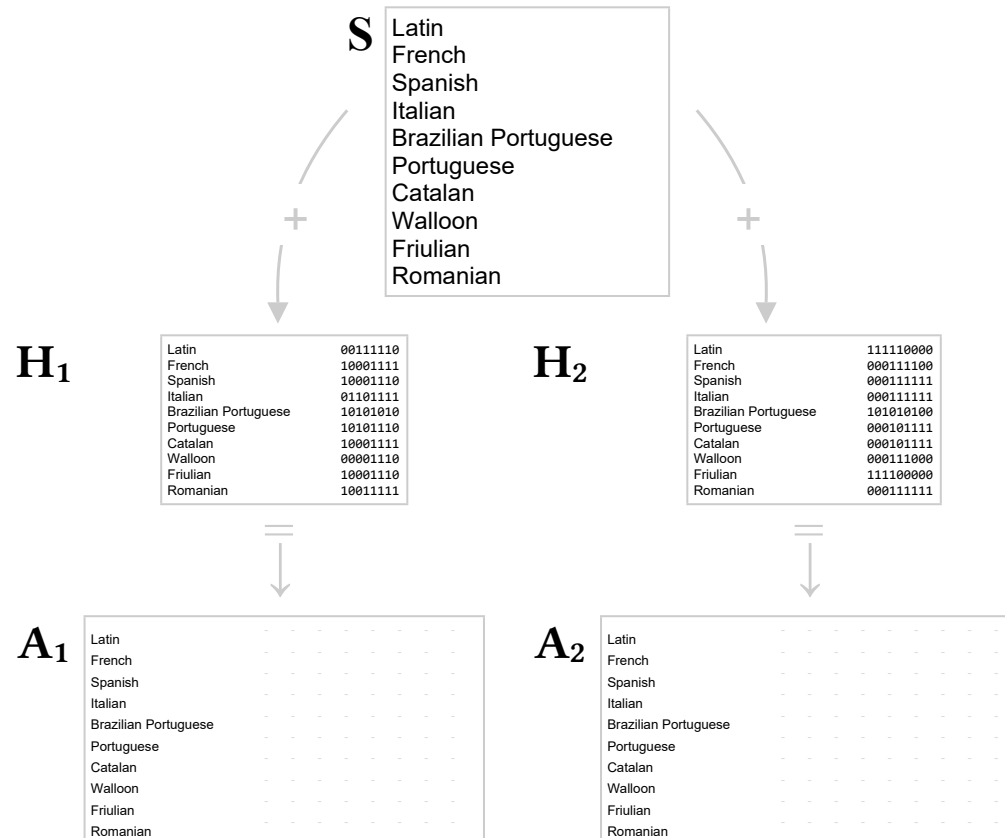 S
Latin
French
Spanish
Italian
Brazilian Portuguese
Portuguese
Catalan
Walloon
Friulian
Romanian
+
+
H₁
Latin 00111110
French 10001111
Spanish 10001110
Italian 01101111
Brazilian Portuguese 10101010
Portuguese 10101110
Catalan 10001111
Walloon 00001110
Friulian 10001110
Romanian 10011111
H₂
Latin 111110000
French 000111100
Spanish 000111111
Italian 000111111
Brazilian Portuguese 101010100
Portuguese 000101111
Catalan 000101111
Walloon 000111000
Friulian 111100000
Romanian 000111111
=
=
A₁
Latin - - - - - - - -
French - - - - - - - -
Spanish - - - - - - - -
Italian - - - - - - - -
Brazilian Portuguese - - - - - - - -
Portuguese - - - - - - - -
Catalan - - - - - - - -
Walloon - - - - - - - -
Friulian - - - - - - - -
Romanian - - - - - - - -
A₂
Latin - - - - - - - - -
French - - - - - - - - -
Spanish - - - - - - - - -
Italian - - - - - - - - -
Brazilian Portuguese - - - - - - - - -
Portuguese - - - - - - - - -
Catalan - - - - - - - - -
Walloon - - - - - - - - -
Friulian - - - - - - - - -
Romanian - - - - - - - - -